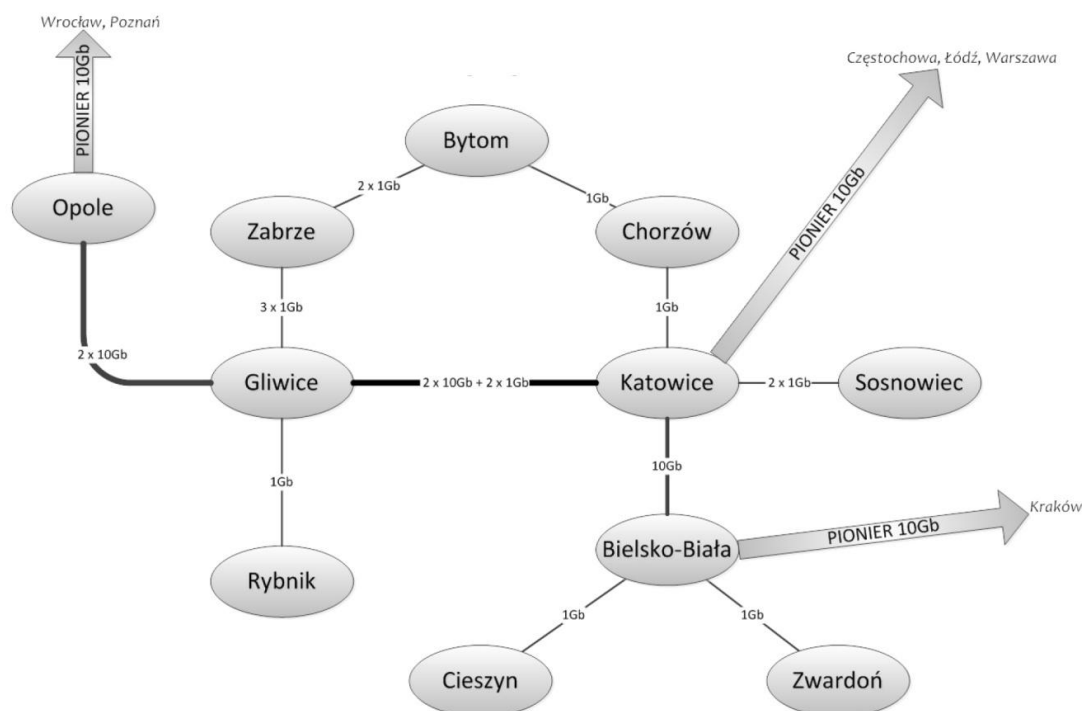 Wrocław, Poznań
PIONIER 10Gb
Częstochowa, Łódź, Warszawa
PIONIER 10Gb
Bytom
2 x 1Gb
1Gb
Opole
Zabrze
Chorzów
3 x 1Gb
1Gb
2 x 10Gb
Gliwice
2 x 10Gb + 2 x 1Gb
Katowice
2 x 1Gb
Sosnowiec
1Gb
10Gb
Kraków
PIONIER 10Gb
Bielsko-Biała
Rybnik
1Gb
1Gb
Cieszyn
Zwardoń